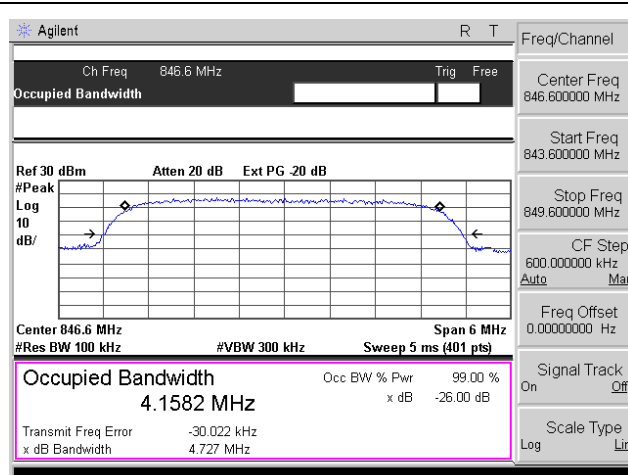 Agilent R T
Ch Freq 846.6 MHz Trig Free
Occupied Bandwidth
Ref 30 dBm Atten 20 dB Ext PG -20 dB
#Peak
Log
10
dB/
Center 846.6 MHz Span 6 MHz
#Res BW 100 kHz #VBW 300 kHz Sweep 5 ms (401 pts)
Occupied Bandwidth Occ BW % Pwr 99.00 %
4.1582 MHz x dB -26.00 dB
Transmit Freq Error -30.022 kHz
x dB Bandwidth 4.727 MHz
Freq/Channel
Center Freq
846.600000 MHz
Start Freq
843.600000 MHz
Stop Freq
849.600000 MHz
CF Step
600.000000 kHz
Auto Mar
Freq Offset
0.00000000 Hz
Signal Track
On Off
Scale Type
Log Lin